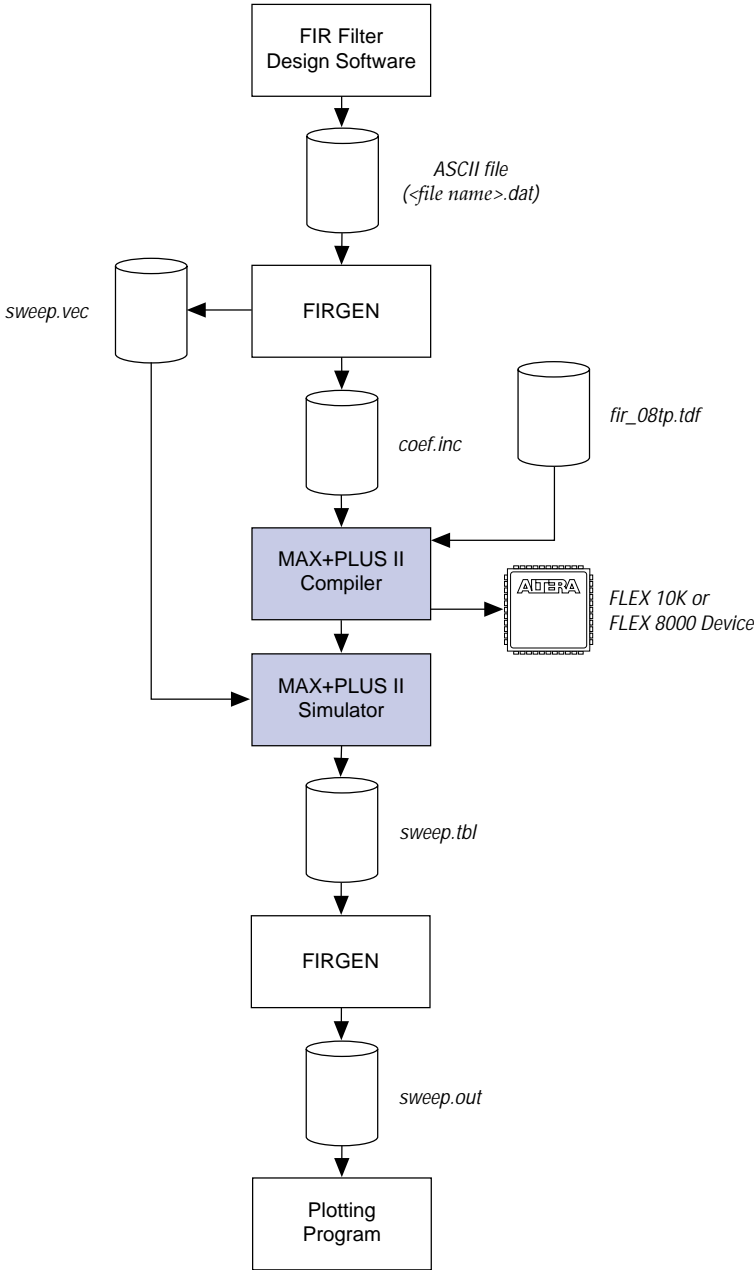 FIR Filter
Design Software
ASCII file
(<file name>.dat)
sweep.vec
FIRGEN
fir_08tp.tdf
coef.inc
MAX+PLUS II
Compiler
ALTERA
FLEX 10K or
FLEX 8000 Device
MAX+PLUS II
Simulator
sweep.tbl
FIRGEN
sweep.out
Plotting
Program